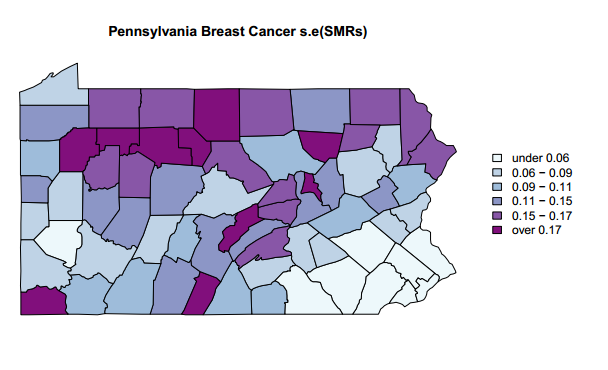 Pennsylvania Breast Cancer s.e(SMRs)
under 0.06
0.06 − 0.09
0.09 − 0.11
0.11 − 0.15
0.15 − 0.17
over 0.17